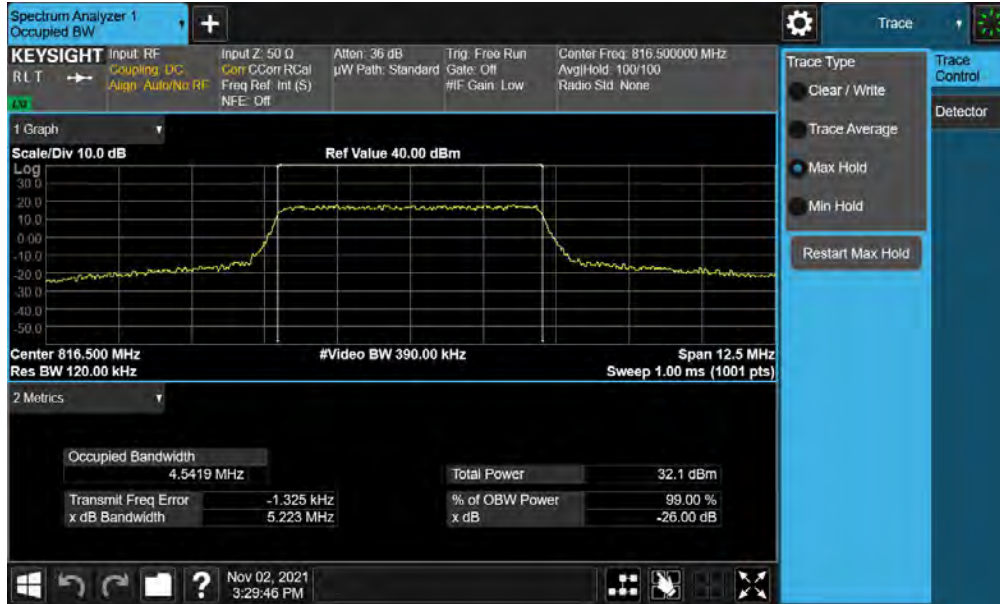 Spectrum Analyzer 1
Occupied BW
+
Trace
KEYSIGHT
R L T
LXI
Input: RF
Coupling: DC
Align: Auto/No RF
Input Z: 50 Ω
Corr CCorr RCal
Freq Ref: Int (S)
NFE: Off
Atten: 36 dB
µW Path: Standard
Trig: Free Run
Gate: Off
#IF Gain: Low
Center Freq: 816.500000 MHz
Avg|Hold: 100/100
Radio Std: None
Trace Type
Clear / Write
Trace Average
Max Hold
Min Hold
Restart Max Hold
Trace
Control
Detector
1 Graph
Scale/Div 10.0 dB
Ref Value 40.00 dBm
Log
30.0
20.0
10.0
0.00
-10.0
-20.0
-30.0
-40.0
-50.0
Center 816.500 MHz
#Video BW 390.00 kHz
Span 12.5 MHz
Res BW 120.00 kHz
Sweep 1.00 ms (1001 pts)
2 Metrics
Occupied Bandwidth
4.5419 MHz
Total Power 32.1 dBm
Transmit Freq Error -1.325 kHz
% of OBW Power 99.00 %
x dB Bandwidth 5.223 MHz
x dB -26.00 dB
?
Nov 02, 2021
3:29:46 PM